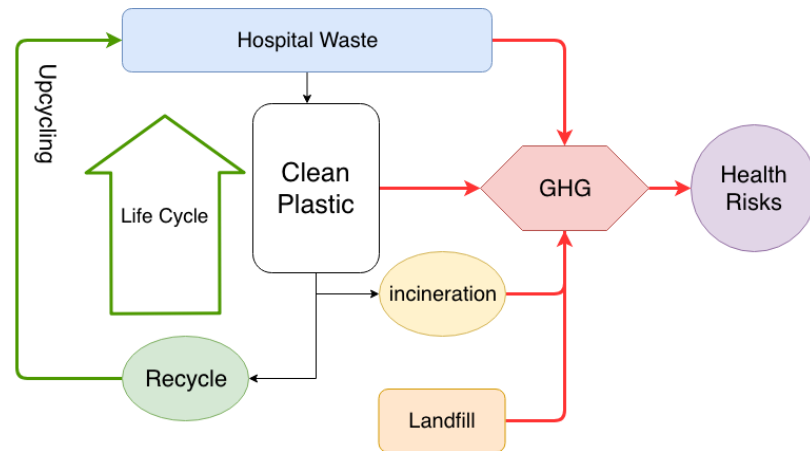 Hospital Waste
Upcycling
Clean
Plastic
GHG
Health
Risks
Life Cycle
incineration
Recycle
Landfill